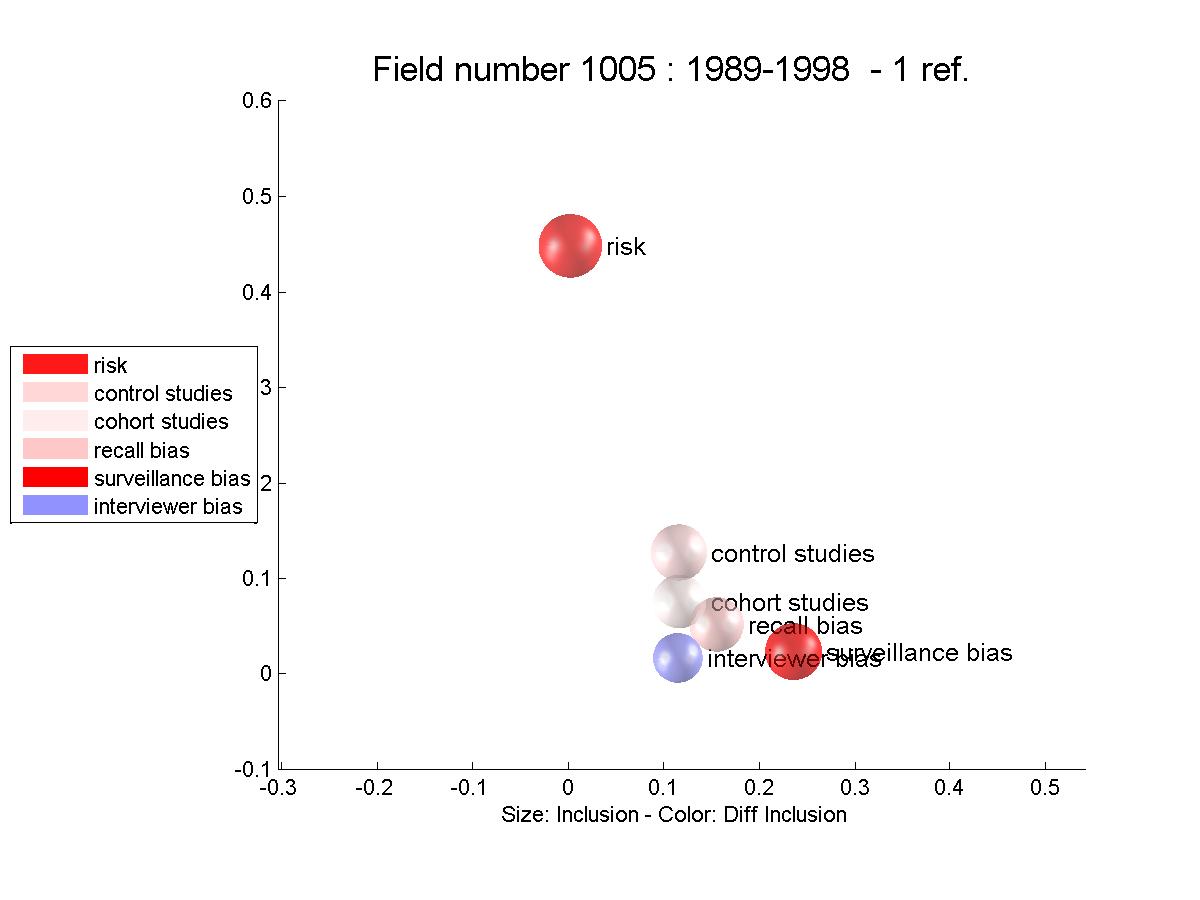 Field number 1005 : 1989-1998  - 1 ref.
0.6
0.5
risk
0.4
risk
control studies
3
cohort studies
recall bias
surveillance bias
2
interviewer bias
control studies
0.1
cohort studies
recall bias
surveillance bias
interviewer bias
0
-0.1
-0.3 -0.2 -0.1 0 0.1 0.2 0.3 0.4 0.5
Size: Inclusion - Color: Diff Inclusion